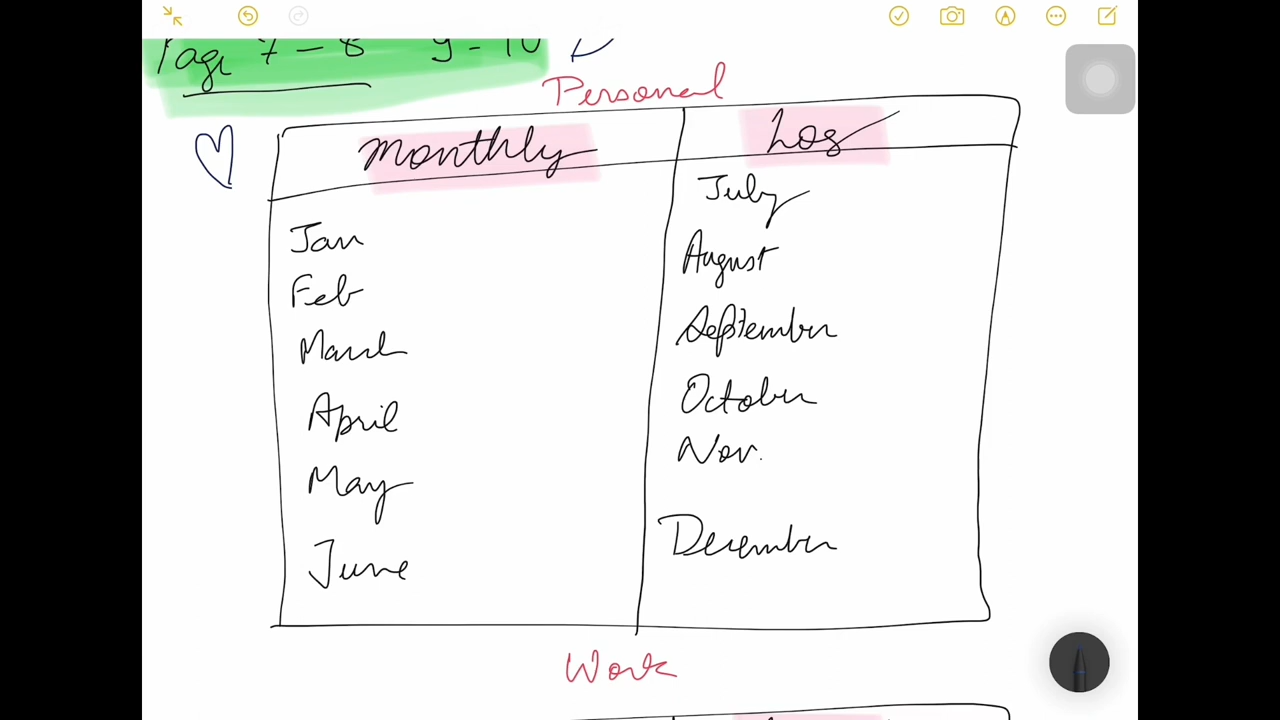 Page 7 - 8 9 - 10
Personal
Monthly Log
Jan
Feb
March
April
May
June
July
August
September
October
Nov.
December
Work